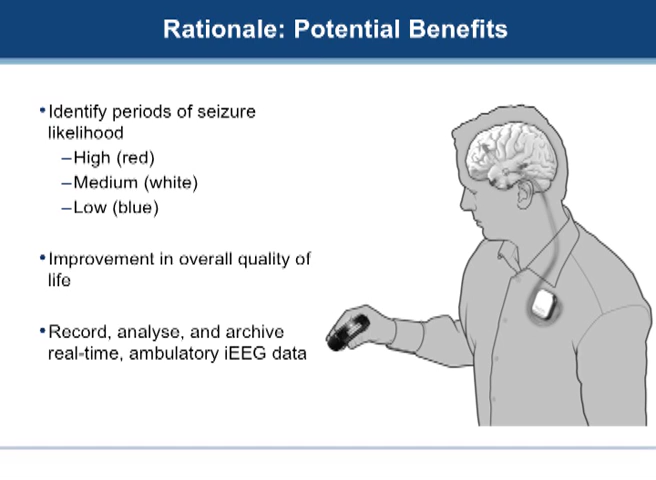 Rationale: Potential Benefits
•Identify periods of seizure
likelihood
–High (red)
–Medium (white)
–Low (blue)
•Improvement in overall quality of
life
•Record, analyse, and archive
real-time, ambulatory iEEG data